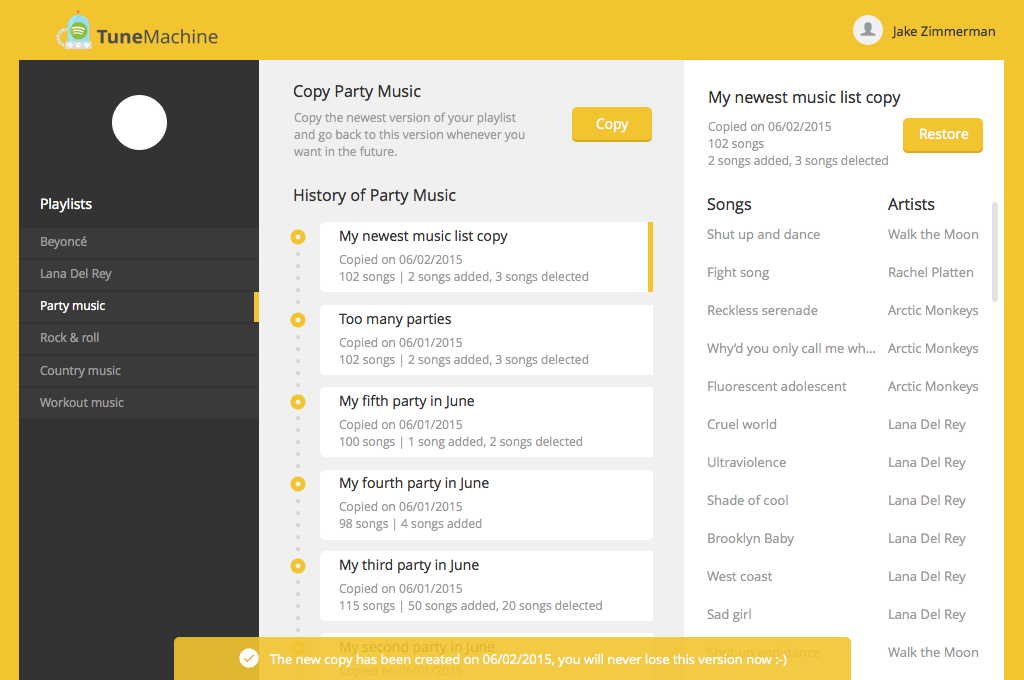 TuneMachine
Jake Zimmerman
Playlists
Beyoncé
Lana Del Rey
Party music
Rock & roll
Country music
Workout music
Copy Party Music
Copy the newest version of your playlist
and go back to this version whenever you
want in the future.
Copy
History of Party Music
My newest music list copy
Copied on 06/02/2015
102 songs | 2 songs added, 3 songs delected
Too many parties
Copied on 06/01/2015
102 songs | 2 songs added, 3 songs delected
My fifth party in June
Copied on 06/01/2015
100 songs | 1 song added, 2 songs delected
My fourth party in June
Copied on 06/01/2015
98 songs | 4 songs added
My third party in June
Copied on 06/01/2015
115 songs | 50 songs added, 20 songs delected
My second party in June
Copied on 06/01/2015
My newest music list copy
Copied on 06/02/2015
102 songs
2 songs added, 3 songs delected
Restore
Songs Artists
Shut up and dance Walk the Moon
Fight song Rachel Platten
Reckless serenade Arctic Monkeys
Why'd you only call me wh... Arctic Monkeys
Fluorescent adolescent Arctic Monkeys
Cruel world Lana Del Rey
Ultraviolence Lana Del Rey
Shade of cool Lana Del Rey
Brooklyn Baby Lana Del Rey
West coast Lana Del Rey
Sad girl Lana Del Rey
Shut up and dance Walk the Moon
The new copy has been created on 06/02/2015, you will never lose this version now :-)